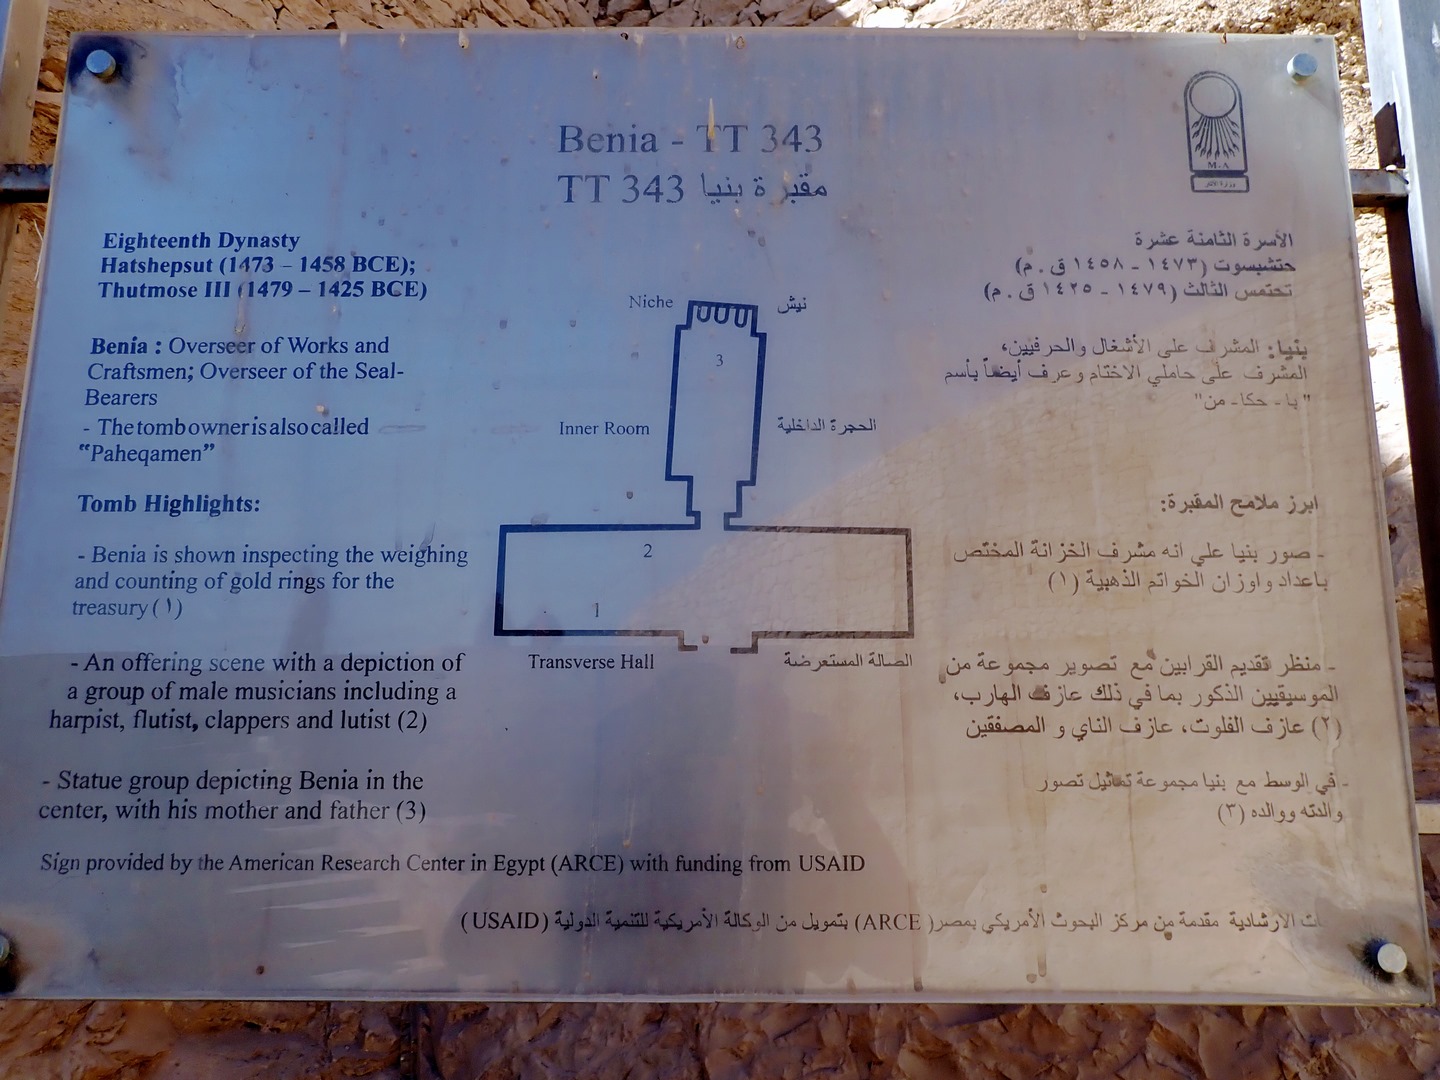 Benia - TT 343
TT 343 مقبرة بنيا
M.A
Eighteenth Dynasty
Hatshepsut (1473 – 1458 BCE);
Thutmose III (1479 – 1425 BCE)
Benia : Overseer of Works and
Craftsmen; Overseer of the Seal-
Bearers
- The tomb owner is also called
“Paheqamen”
Tomb Highlights:
- Benia is shown inspecting the weighing
and counting of gold rings for the
treasury (١)
- An offering scene with a depiction of
a group of male musicians including a
harpist, flutist, clappers and lutist (2)
- Statue group depicting Benia in the
center, with his mother and father (3)
Niche
نيش
3
Inner Room
الحجرة الداخلية
2
1
Transverse Hall
الصالة المستعرضة
الأسرة الثامنة عشرة
حتشبسوت (١٤٧٣ - ١٤٥٨ ق . م)
تحتمس الثالث (١٤٧٩ - ١٤٢٥ ق . م)
بنيا: المشرف على الأشغال والحرفيين،
المشرف على حاملي الاختام وعرف أيضاً بأسم
"با - حكا - من"
ابرز ملامح المقبرة:
- صور بنيا علي انه مشرف الخزانة المختص
باعداد واوزان الخواتم الذهبية (١)
- منظر تقديم القرابين مع تصوير مجموعة من
الموسيقيين الذكور بما في ذلك عازف الهارب،
(٢) عازف الفلوت، عازف الناي و المصفقين
- في الوسط مع بنيا مجموعة تماثيل تصور
والدته ووالده (٣)
Sign provided by the American Research Center in Egypt (ARCE) with funding from USAID
الارشادية مقدمة من مركز البحوث الأمريكي بمصر( ARCE) بتمويل من الوكالة الأمريكية للتنمية الدولية (USAID )